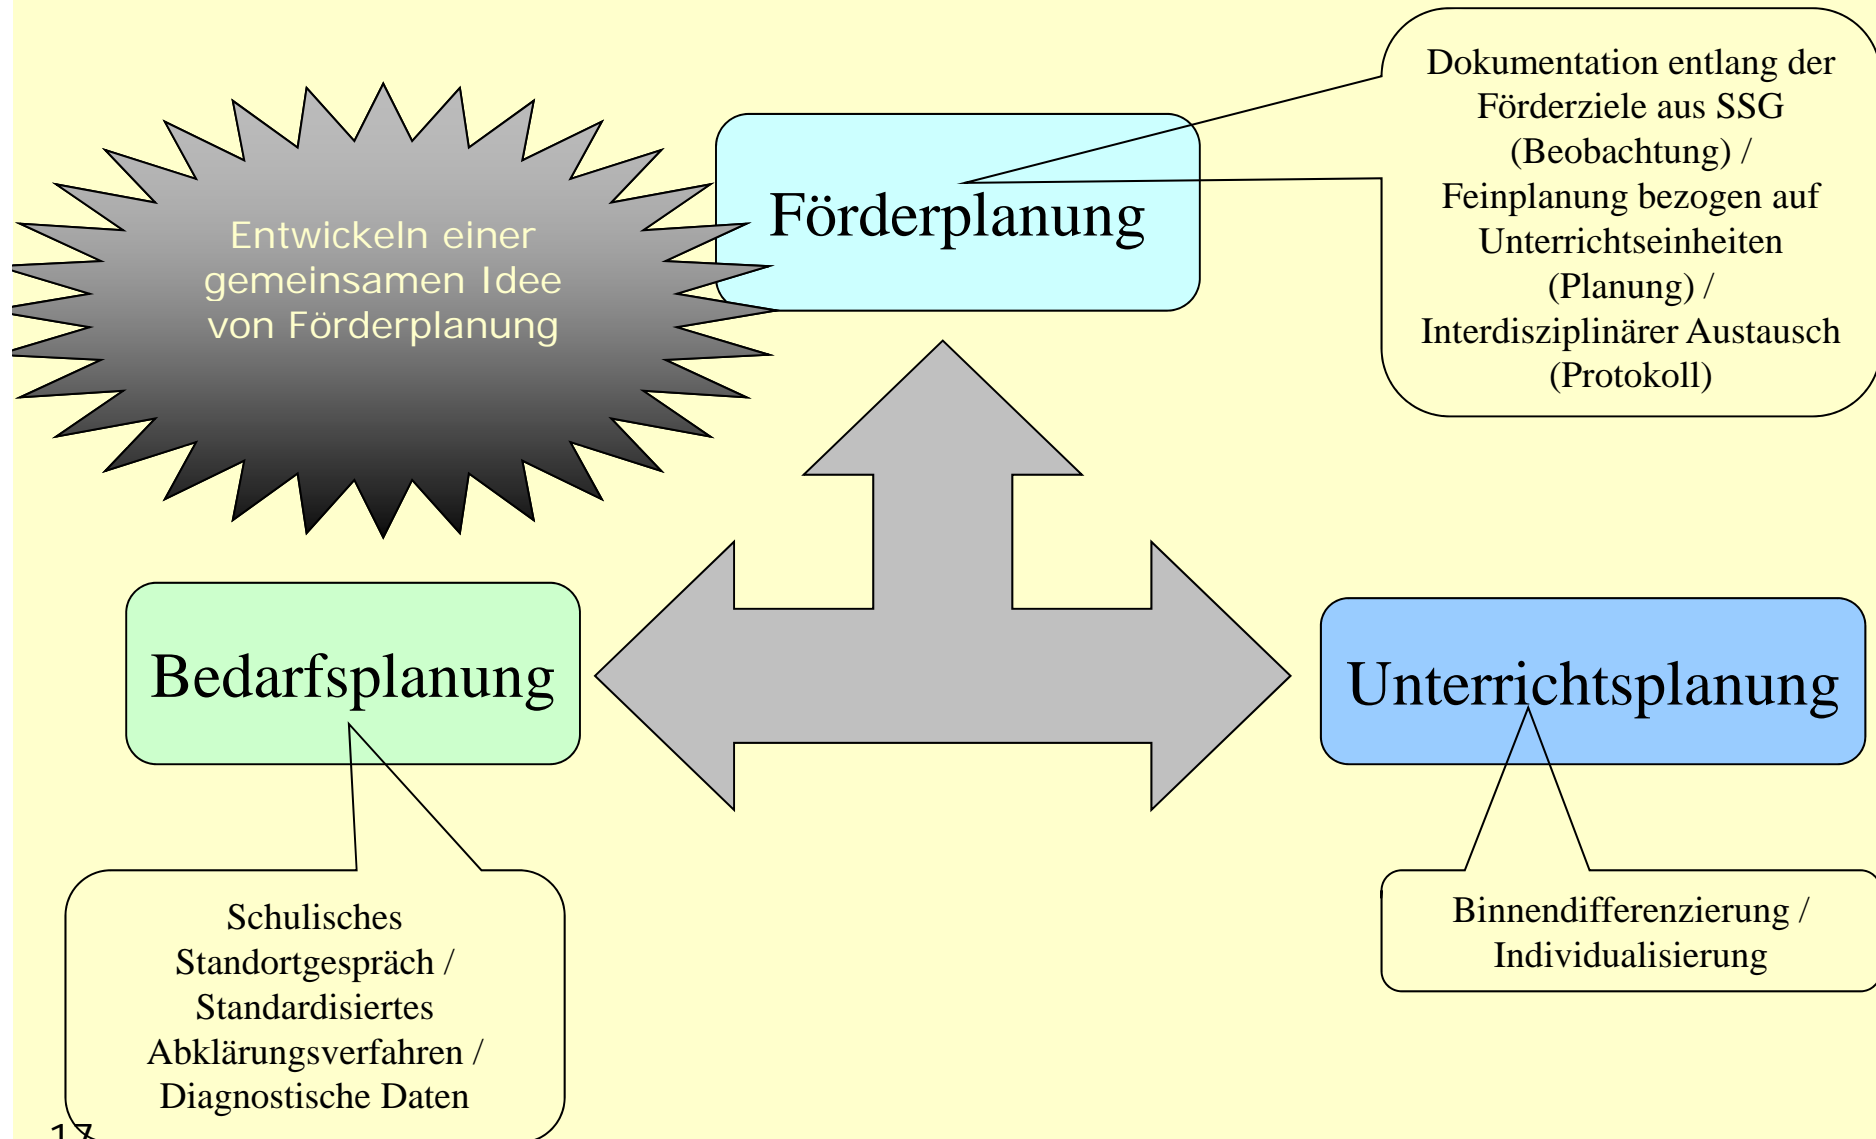 Dokumentation entlang der
Förderziele aus SSG
(Beobachtung) /
Feinplanung bezogen auf
Unterrichtseinheiten
(Planung) /
Interdisziplinärer Austausch
(Protokoll)
Förderplanung
Entwickeln einer
gemeinsamen Idee
von Förderplanung
Bedarfsplanung
Unterrichtsplanung
Schulisches
Standortgespräch /
Standardisiertes
Abklärungsverfahren /
Diagnostische Daten
Binnendifferenzierung /
Individualisierung
17